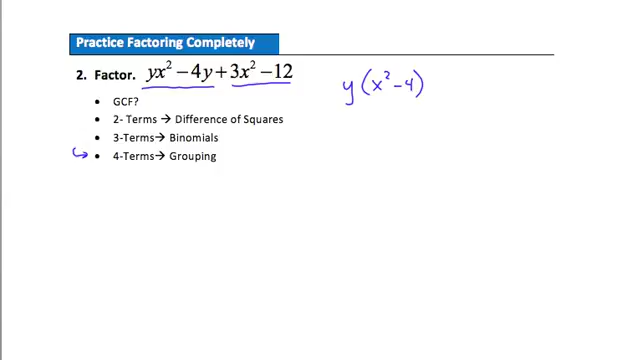 Practice Factoring Completely
2. Factor. yx² − 4y + 3x² − 12
y(x² − 4)
• GCF?
• 2- Terms → Difference of Squares
• 3-Terms → Binomials
• 4-Terms → Grouping